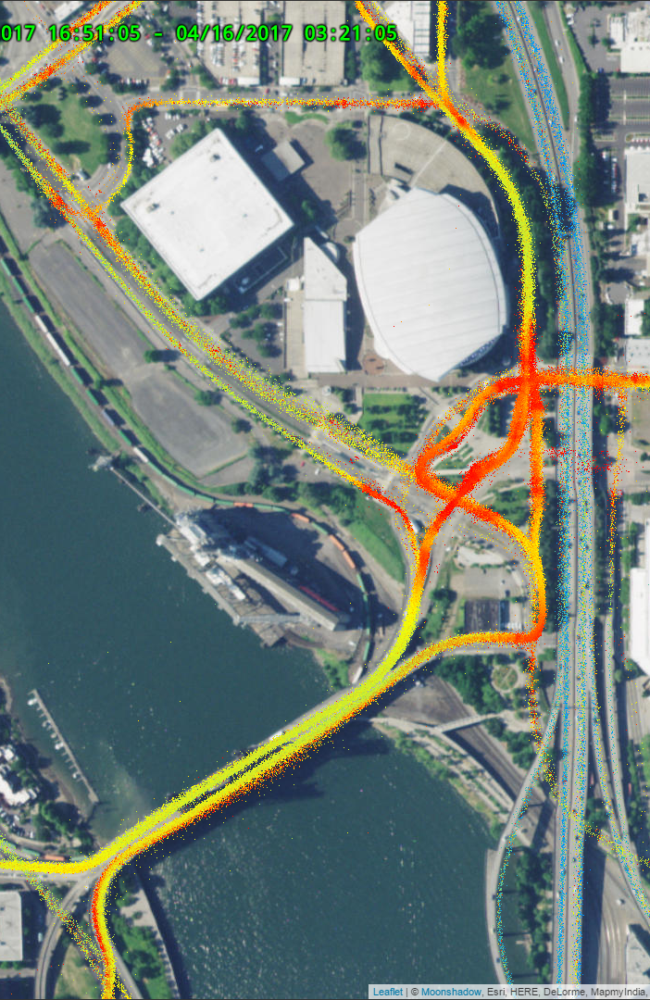 017 16:51:05 - 04/16/2017 03:21:05
Leaflet | © Moonshadow, Esri, HERE, DeLorme, MapmyIndia,